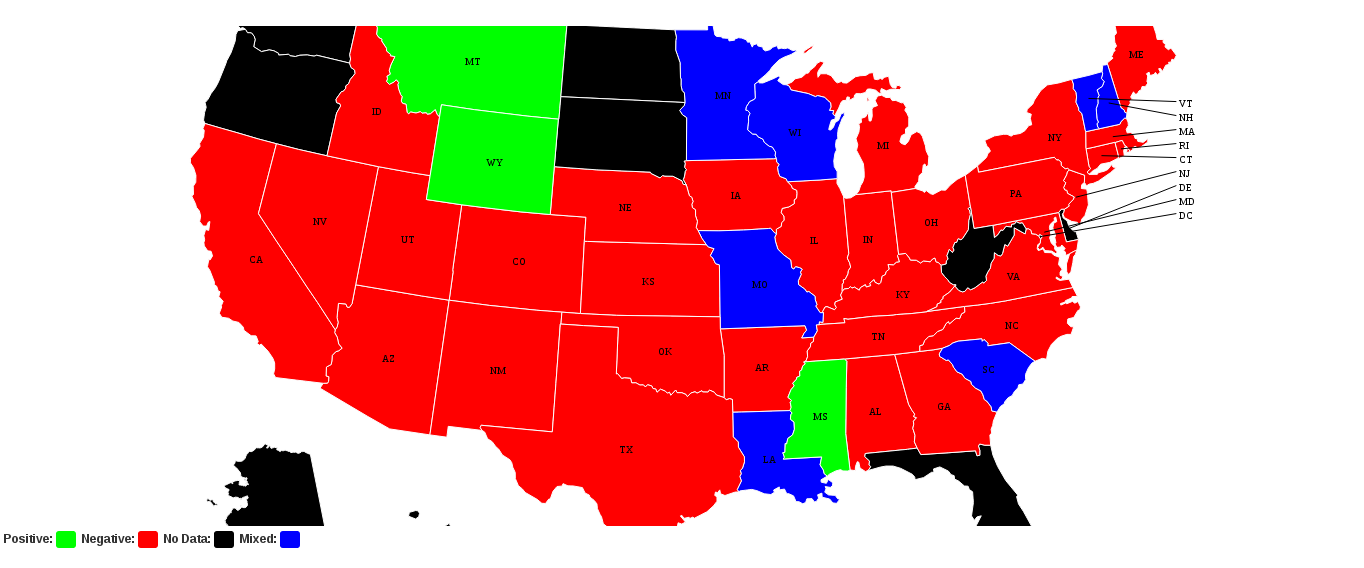 ME
MT
MN
VT
ID
NH
WI
MA
NY
MI
RI
WY
CT
NJ
PA
DE
IA
MD
NE
DC
NV
OH
UT
IL
IN
CA
CO
VA
KS
MO
KY
NC
TN
OK
AZ
AR
NM
SC
GA
AL
MS
TX
LA
Positive: Negative: No Data: Mixed: